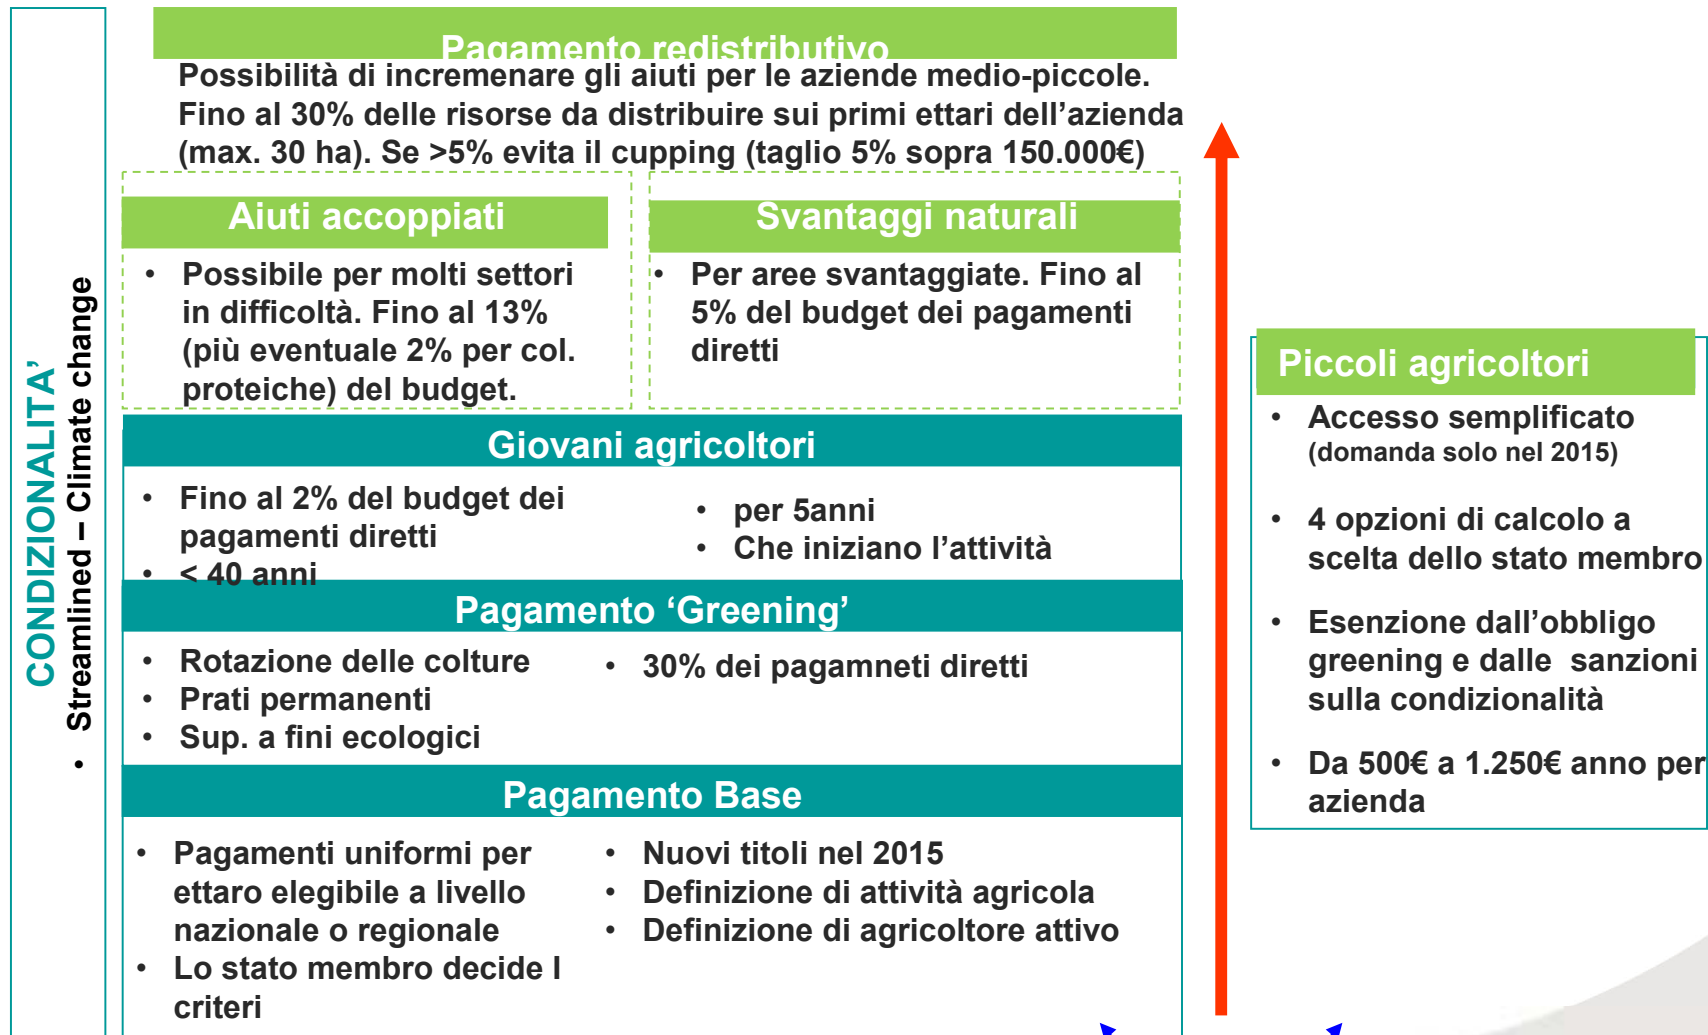 CONDIZIONALITA’
• Streamlined – Climate change
Pagamento redistributivo
Possibilità di incremenare gli aiuti per le aziende medio-piccole.
Fino al 30% delle risorse da distribuire sui primi ettari dell’azienda
(max. 30 ha). Se >5% evita il cupping (taglio 5% sopra 150.000€)
Aiuti accoppiati
• Possibile per molti settori
in difficoltà. Fino al 13%
(più eventuale 2% per col.
proteiche) del budget.
Svantaggi naturali
• Per aree svantaggiate. Fino al
5% del budget dei pagamenti
diretti
Giovani agricoltori
• Fino al 2% del budget dei
pagamenti diretti
• < 40 anni
• per 5anni
• Che iniziano l’attività
Pagamento ‘Greening’
• Rotazione delle colture
• Prati permanenti
• Sup. a fini ecologici
• 30% dei pagamneti diretti
Pagamento Base
• Pagamenti uniformi per
ettaro elegibile a livello
nazionale o regionale
• Lo stato membro decide I
criteri
• Nuovi titoli nel 2015
• Definizione di attività agricola
• Definizione di agricoltore attivo
Piccoli agricoltori
• Accesso semplificato
(domanda solo nel 2015)
• 4 opzioni di calcolo a
scelta dello stato membro
• Esenzione dall’obbligo
greening e dalle sanzioni
sulla condizionalità
• Da 500€ a 1.250€ anno per
azienda